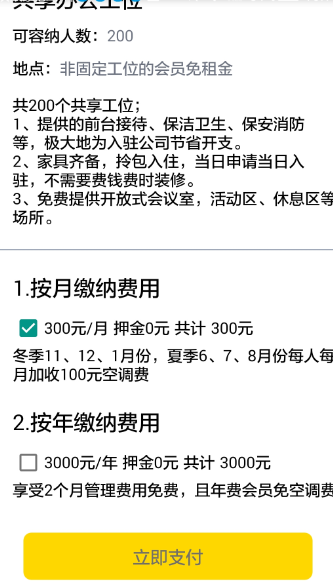 共享办公工位
可容纳人数：200
地点：非固定工位的会员免租金
共200个共享工位；
1、提供的前台接待、保洁卫生、保安消防
等，极大地为入驻公司节省开支。
2、家具齐备，拎包入住，当日申请当日入
驻，不需要费钱费时装修。
3、免费提供开放式会议室，活动区、休息区等
场所。
1.按月缴纳费用
300元/月 押金0元 共计 300元
冬季11、12、1月份，夏季6、7、8月份每人每
月加收100元空调费
2.按年缴纳费用
3000元/年 押金0元 共计 3000元
享受2个月管理费用免费，且年费会员免空调费
立即支付